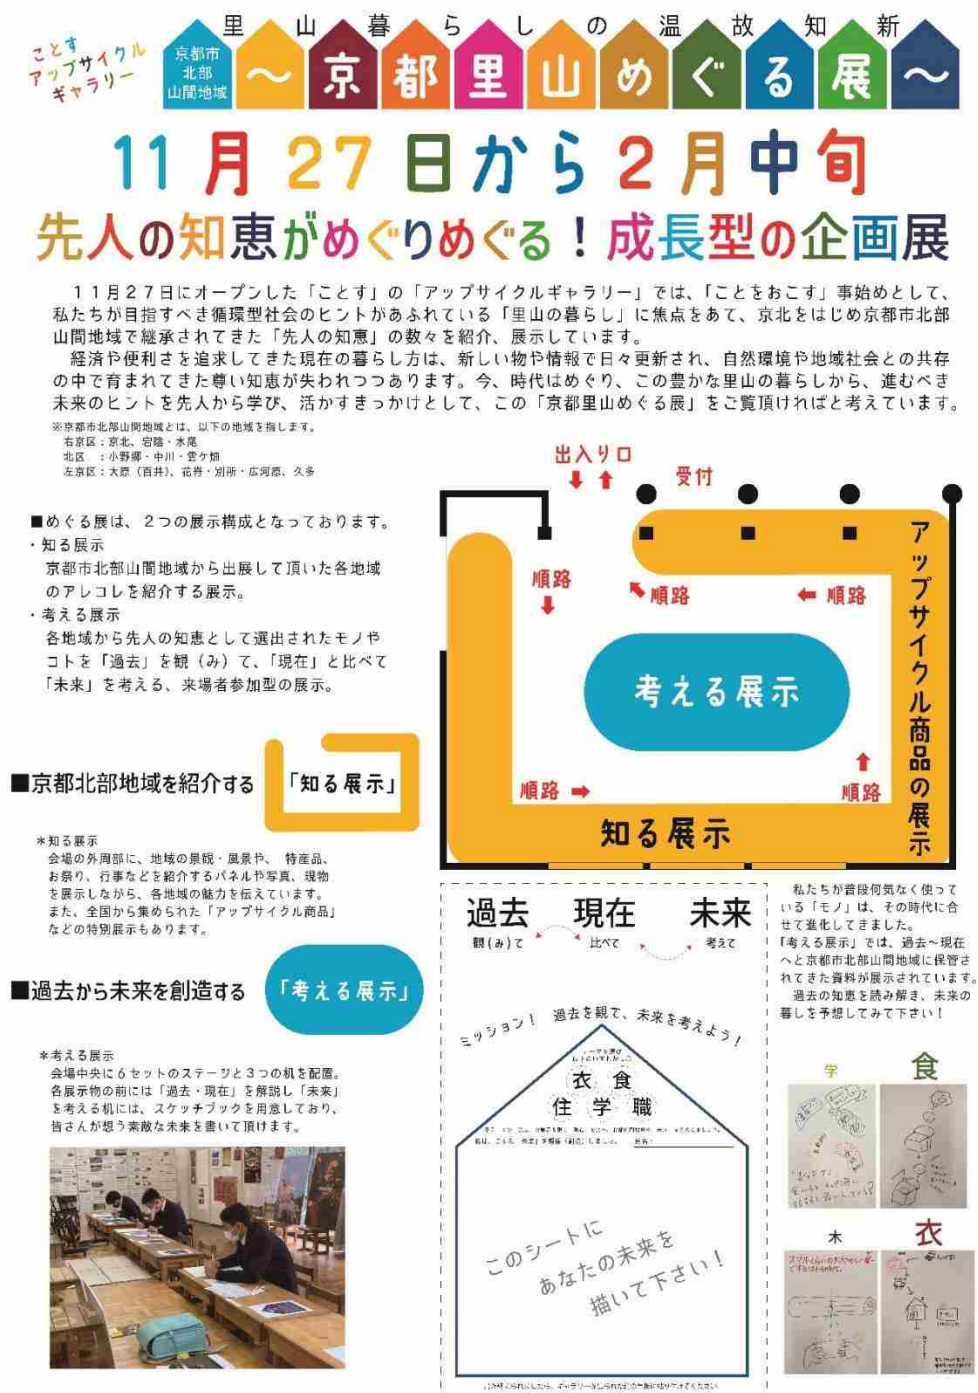 里山暮らしの温故知新
ことす
アップサイクル
ギャラリー
京都市
北部
山間地域
～京都里山めぐる展～
11月27日から2月中旬
先人の知恵がめぐりめぐる！成長型の企画展
１１月２７日にオープンした「ことす」の「アップサイクルギャラリー」では、「ことをおこす」事始めとして、
私たちが目指すべき循環型社会のヒントがあふれている「里山の暮らし」に焦点をあて、京北をはじめ京都市北部
山間地域で継承されてきた「先人の知恵」の数々を紹介、展示しています。
経済や便利さを追求してきた現在の暮らし方は、新しい物や情報で日々更新され、自然環境や地域社会との共存
の中で育まれてきた尊い知恵が失われつつあります。今、時代はめぐり、この豊かな里山の暮らしから、進むべき
未来のヒントを先人から学び、活かすきっかけとして、この「京都里山めぐる展」をご覧頂ければと考えています。
※京都市北部山間地域とは、以下の地域を指します。
右京区：京北、宕陰・水尾
北区　：小野郷・中川・雲ケ畑
左京区：大原（百井）、花脊・別所・広河原、久多
■めぐる展は、２つの展示構成となっております。
・知る展示
京都市北部山間地域から出展して頂いた各地域
のアレコレを紹介する展示。
・考える展示
各地域から先人の知恵として選出されたモノや
コトを「過去」を観（み）て、「現在」と比べて
「未来」を考える、来場者参加型の展示。
出入り口
受付
順路
順路
順路
考える展示
順路
順路
知る展示
アップサイクル商品の展示
■京都北部地域を紹介する
「知る展示」
＊知る展示
会場の外周部に、地域の景観・風景や、特産品、
お祭り、行事などを紹介するパネルや写真、現物
を展示しながら、各地域の魅力を伝えています。
また、全国から集められた「アップサイクル商品」
などの特別展示もあります。
■過去から未来を創造する
「考える展示」
＊考える展示
会場中央に６セットのステージと３つの机を配置。
各展示物の前には「過去・現在」を解説し「未来」
を考える机には、スケッチブックを用意しており、
皆さんが想う素敵な未来を書いて頂けます。
過去　現在　未来
観（み）て　比べて　考えて
ミッション！　過去を観て、未来を考えよう！
衣　食
住　学　職
このシートに
あなたの未来を
描いて下さい！
私たちが普段何気なく使って
いる「モノ」は、その時代に合
せて進化してきました。
「考える展示」では、過去～現在
へと京都市北部山間地域に保管さ
れてきた資料が展示されています。
過去の知恵を読み解き、未来の
暮しを予想してみて下さい！
学
食
木
衣